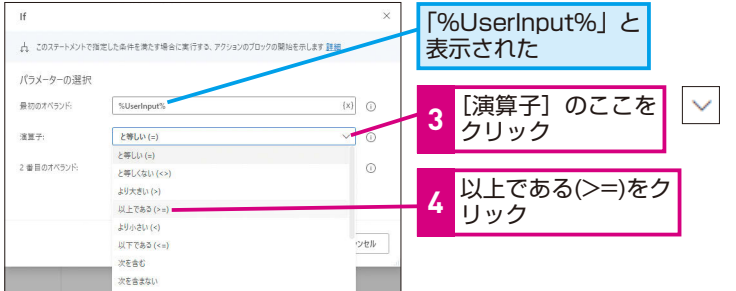 If
×
このステートメントで指定した条件を満たす場合に実行する、アクションのブロックの開始を示します 詳細
パラメーターの選択
最初のオペランド:
%UserInput%
{x}
演算子:
と等しい (=)
と等しい (=)
2 番目のオペランド:
と等しくない (<>)
より大きい (>)
以上である (>=)
より小さい (<)
以下である (<=)
次を含む
次を含まない
ンセル
「%UserInput%」と
表示された
3
［演算子］のここを
クリック
4
以上である(>=)をク
リック